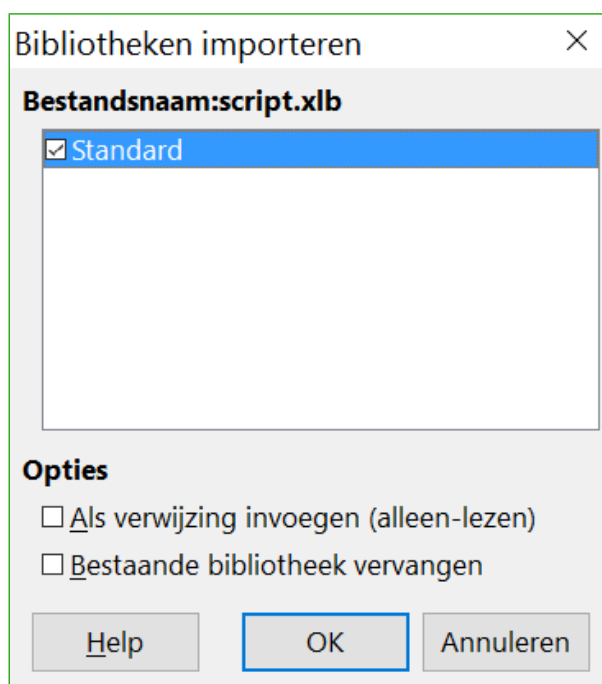 Bibliotheken importeren
Bestandsnaam:script.xlb
Standard
Opties
Als verwijzing invoegen (alleen-lezen)
Bestaande bibliotheek vervangen
Help OK Annuleren